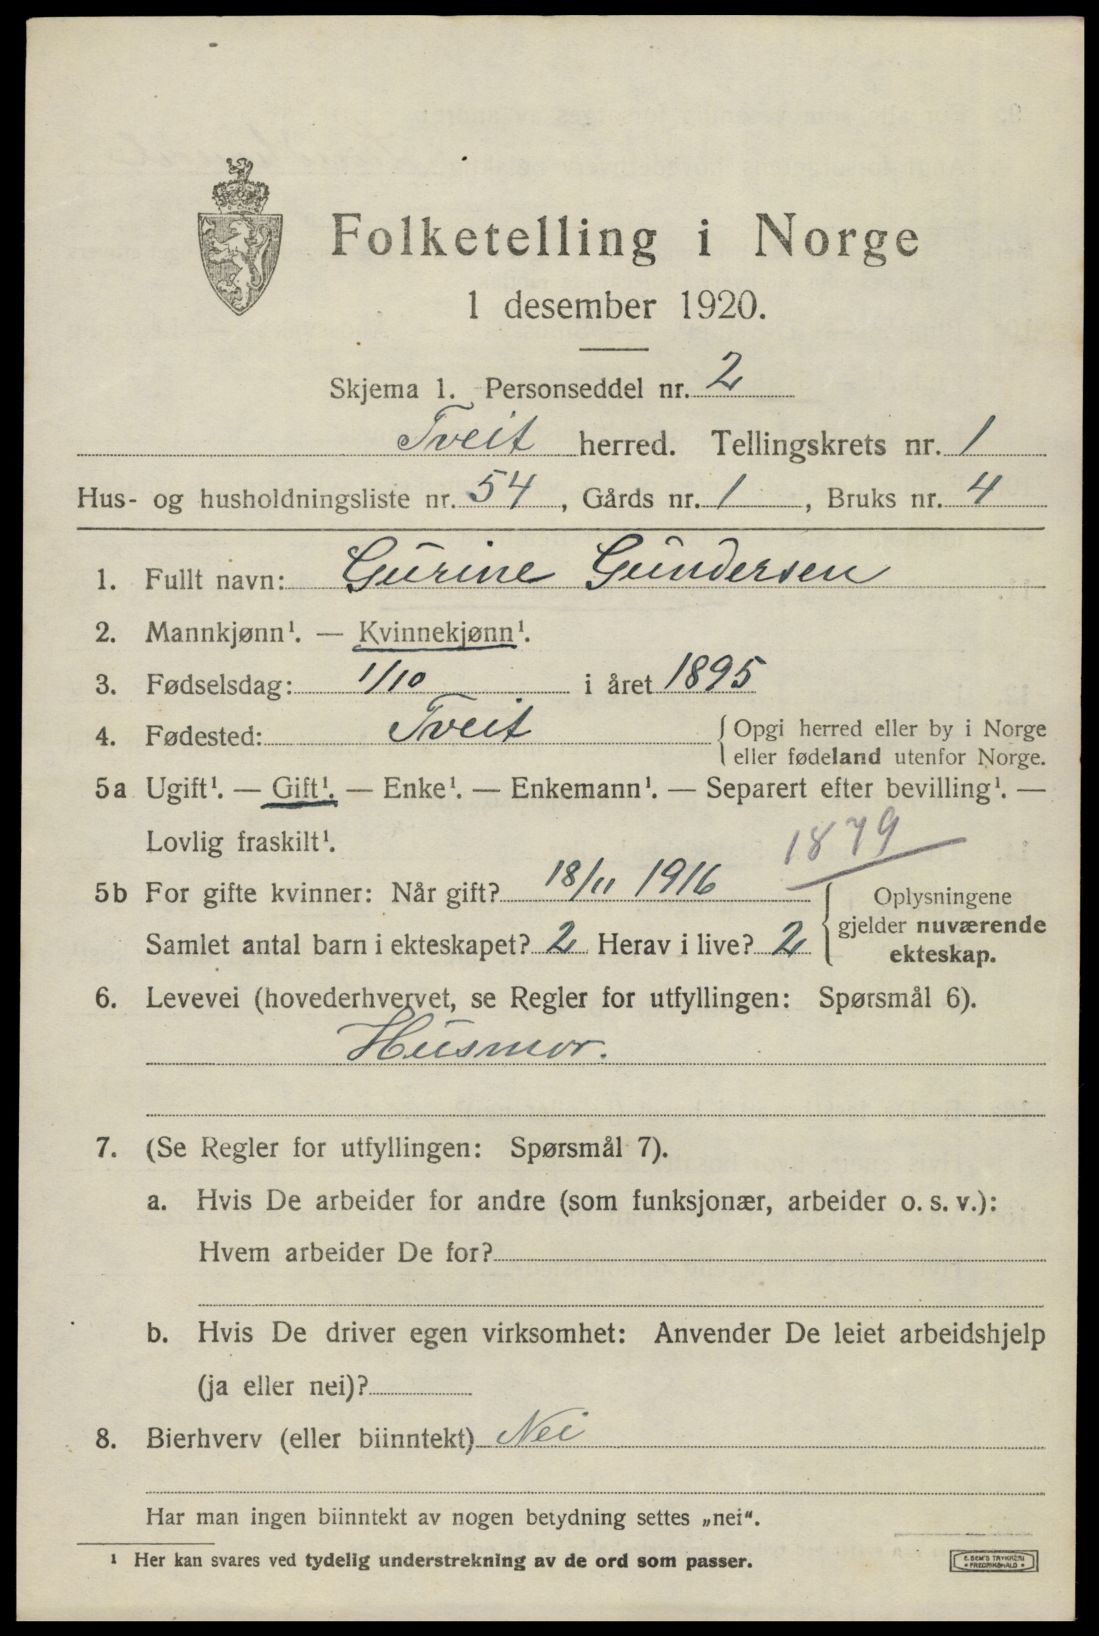 Folketelling i Norge
1 desember 1920.
Skjema 1. Personseddel nr. 2
Tveit herred. Tellingskrets nr. 1
Hus- og husholdningsliste nr. 54, Gårds nr. 1, Bruks nr. 4
1. Fullt navn: Gurine Gundersen
2. Mannkjønn¹. — Kvinnekjønn¹.
3. Fødselsdag: 1/10 i året 1895
4. Fødested: Tveit { Opgi herred eller by i Norge
eller fødeland utenfor Norge.
5a Ugift¹. — Gift¹. — Enke¹. — Enkemann¹. — Separert efter bevilling¹. —
Lovlig fraskilt¹.
1879
5b For gifte kvinner: Når gift? 18/11 1916 { Oplysningene
gjelder nuværende
ekteskap.
Samlet antal barn i ekteskapet? 2 Herav i live? 2
6. Levevei (hovederhvervet, se Regler for utfyllingen: Spørsmål 6).
Husmor.
7. (Se Regler for utfyllingen: Spørsmål 7).
a. Hvis De arbeider for andre (som funksjonær, arbeider o. s. v.):
Hvem arbeider De for?
b. Hvis De driver egen virksomhet: Anvender De leiet arbeidshjelp
(ja eller nei)?
8. Bierhverv (eller biinntekt) Nei
Har man ingen biinntekt av nogen betydning settes „nei“.
¹ Her kan svares ved tydelig understrekning av de ord som passer.
E. SEM'S TRYKKERI
FREDRIKSHALD